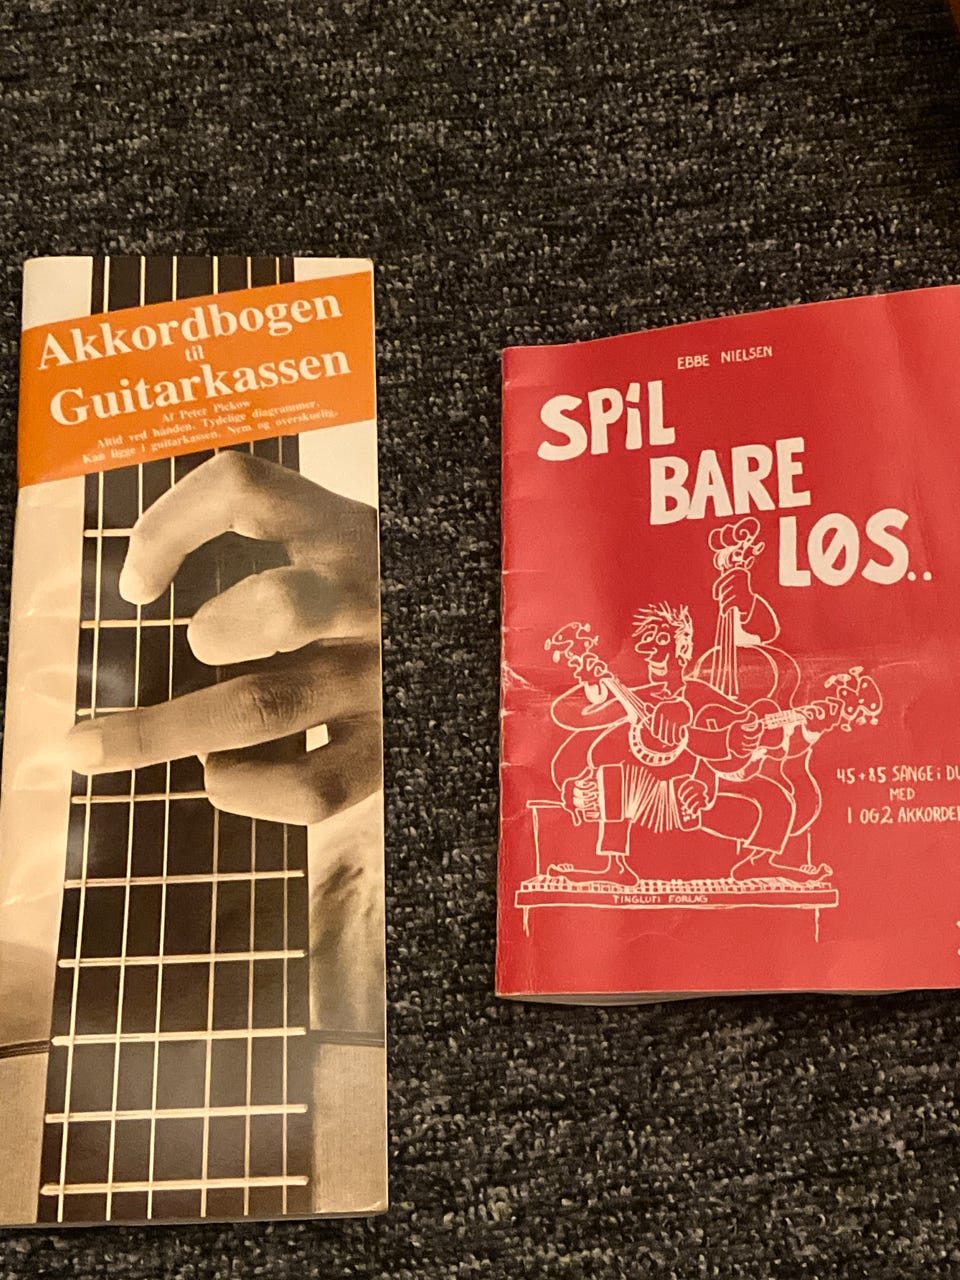 Akkordbogen
til
Guitarkassen
Af Peter Pickow
Altid ved hånden. Tydelige diagrammer.
Kan ligge i guitarkassen. Nem og overskuelig.
EBBE NIELSEN
SPiL
BARE
LØS..
45 + 85 SANGE i DU
MED
1 OG 2 AKKORDER
TINGLUTI FORLAG